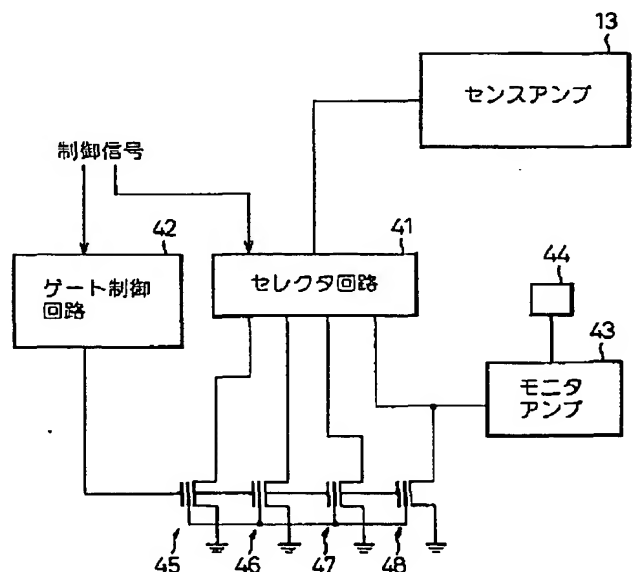 13
センスアンプ
制御信号
42
41
ゲート制御
回路
セレクタ回路
44
43
モニタ
アンプ
45
46
47
48